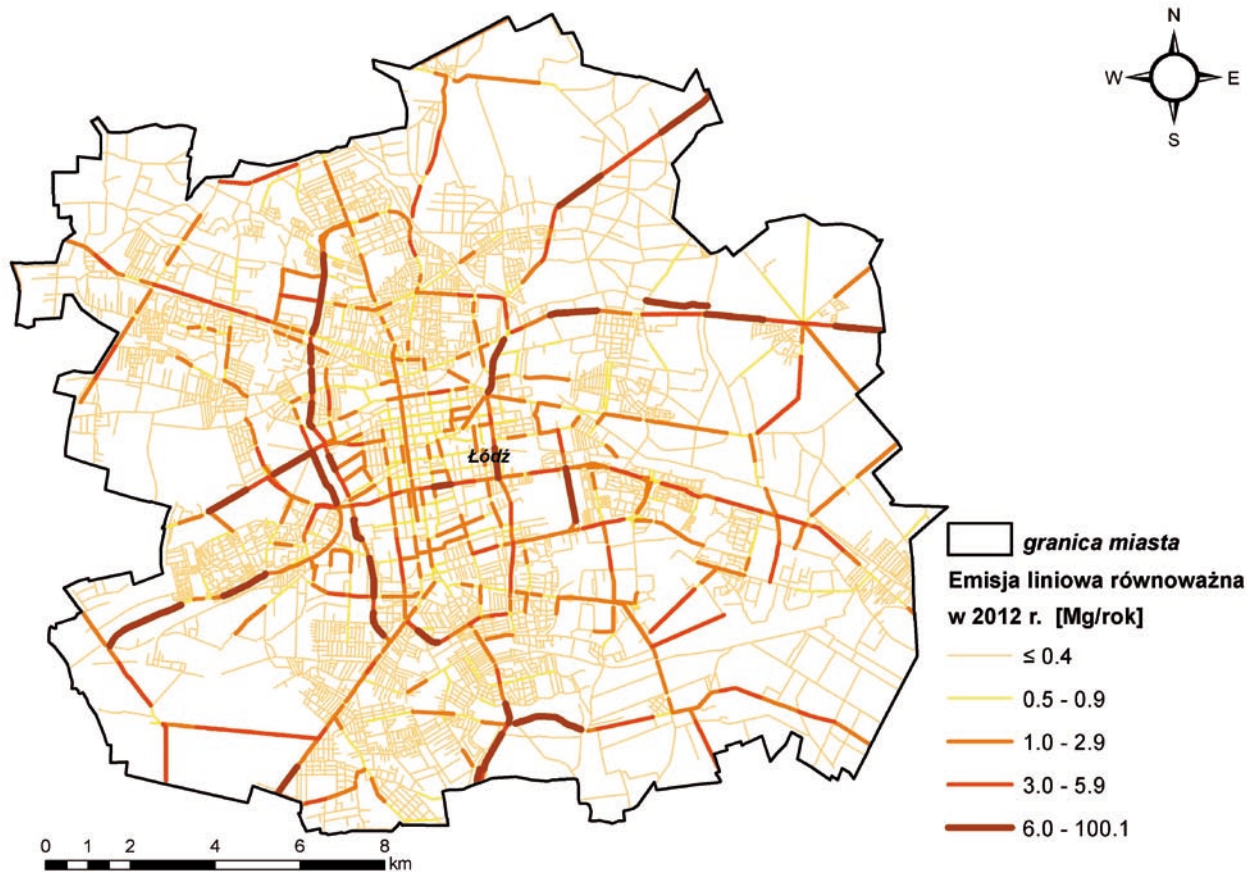 N
W E
S
Łódź
granica miasta
Emisja liniowa równoważna
w 2012 r. [Mg/rok]
≤ 0.4
0.5 - 0.9
1.0 - 2.9
3.0 - 5.9
6.0 - 100.1
0 1 2 4 6 8
km